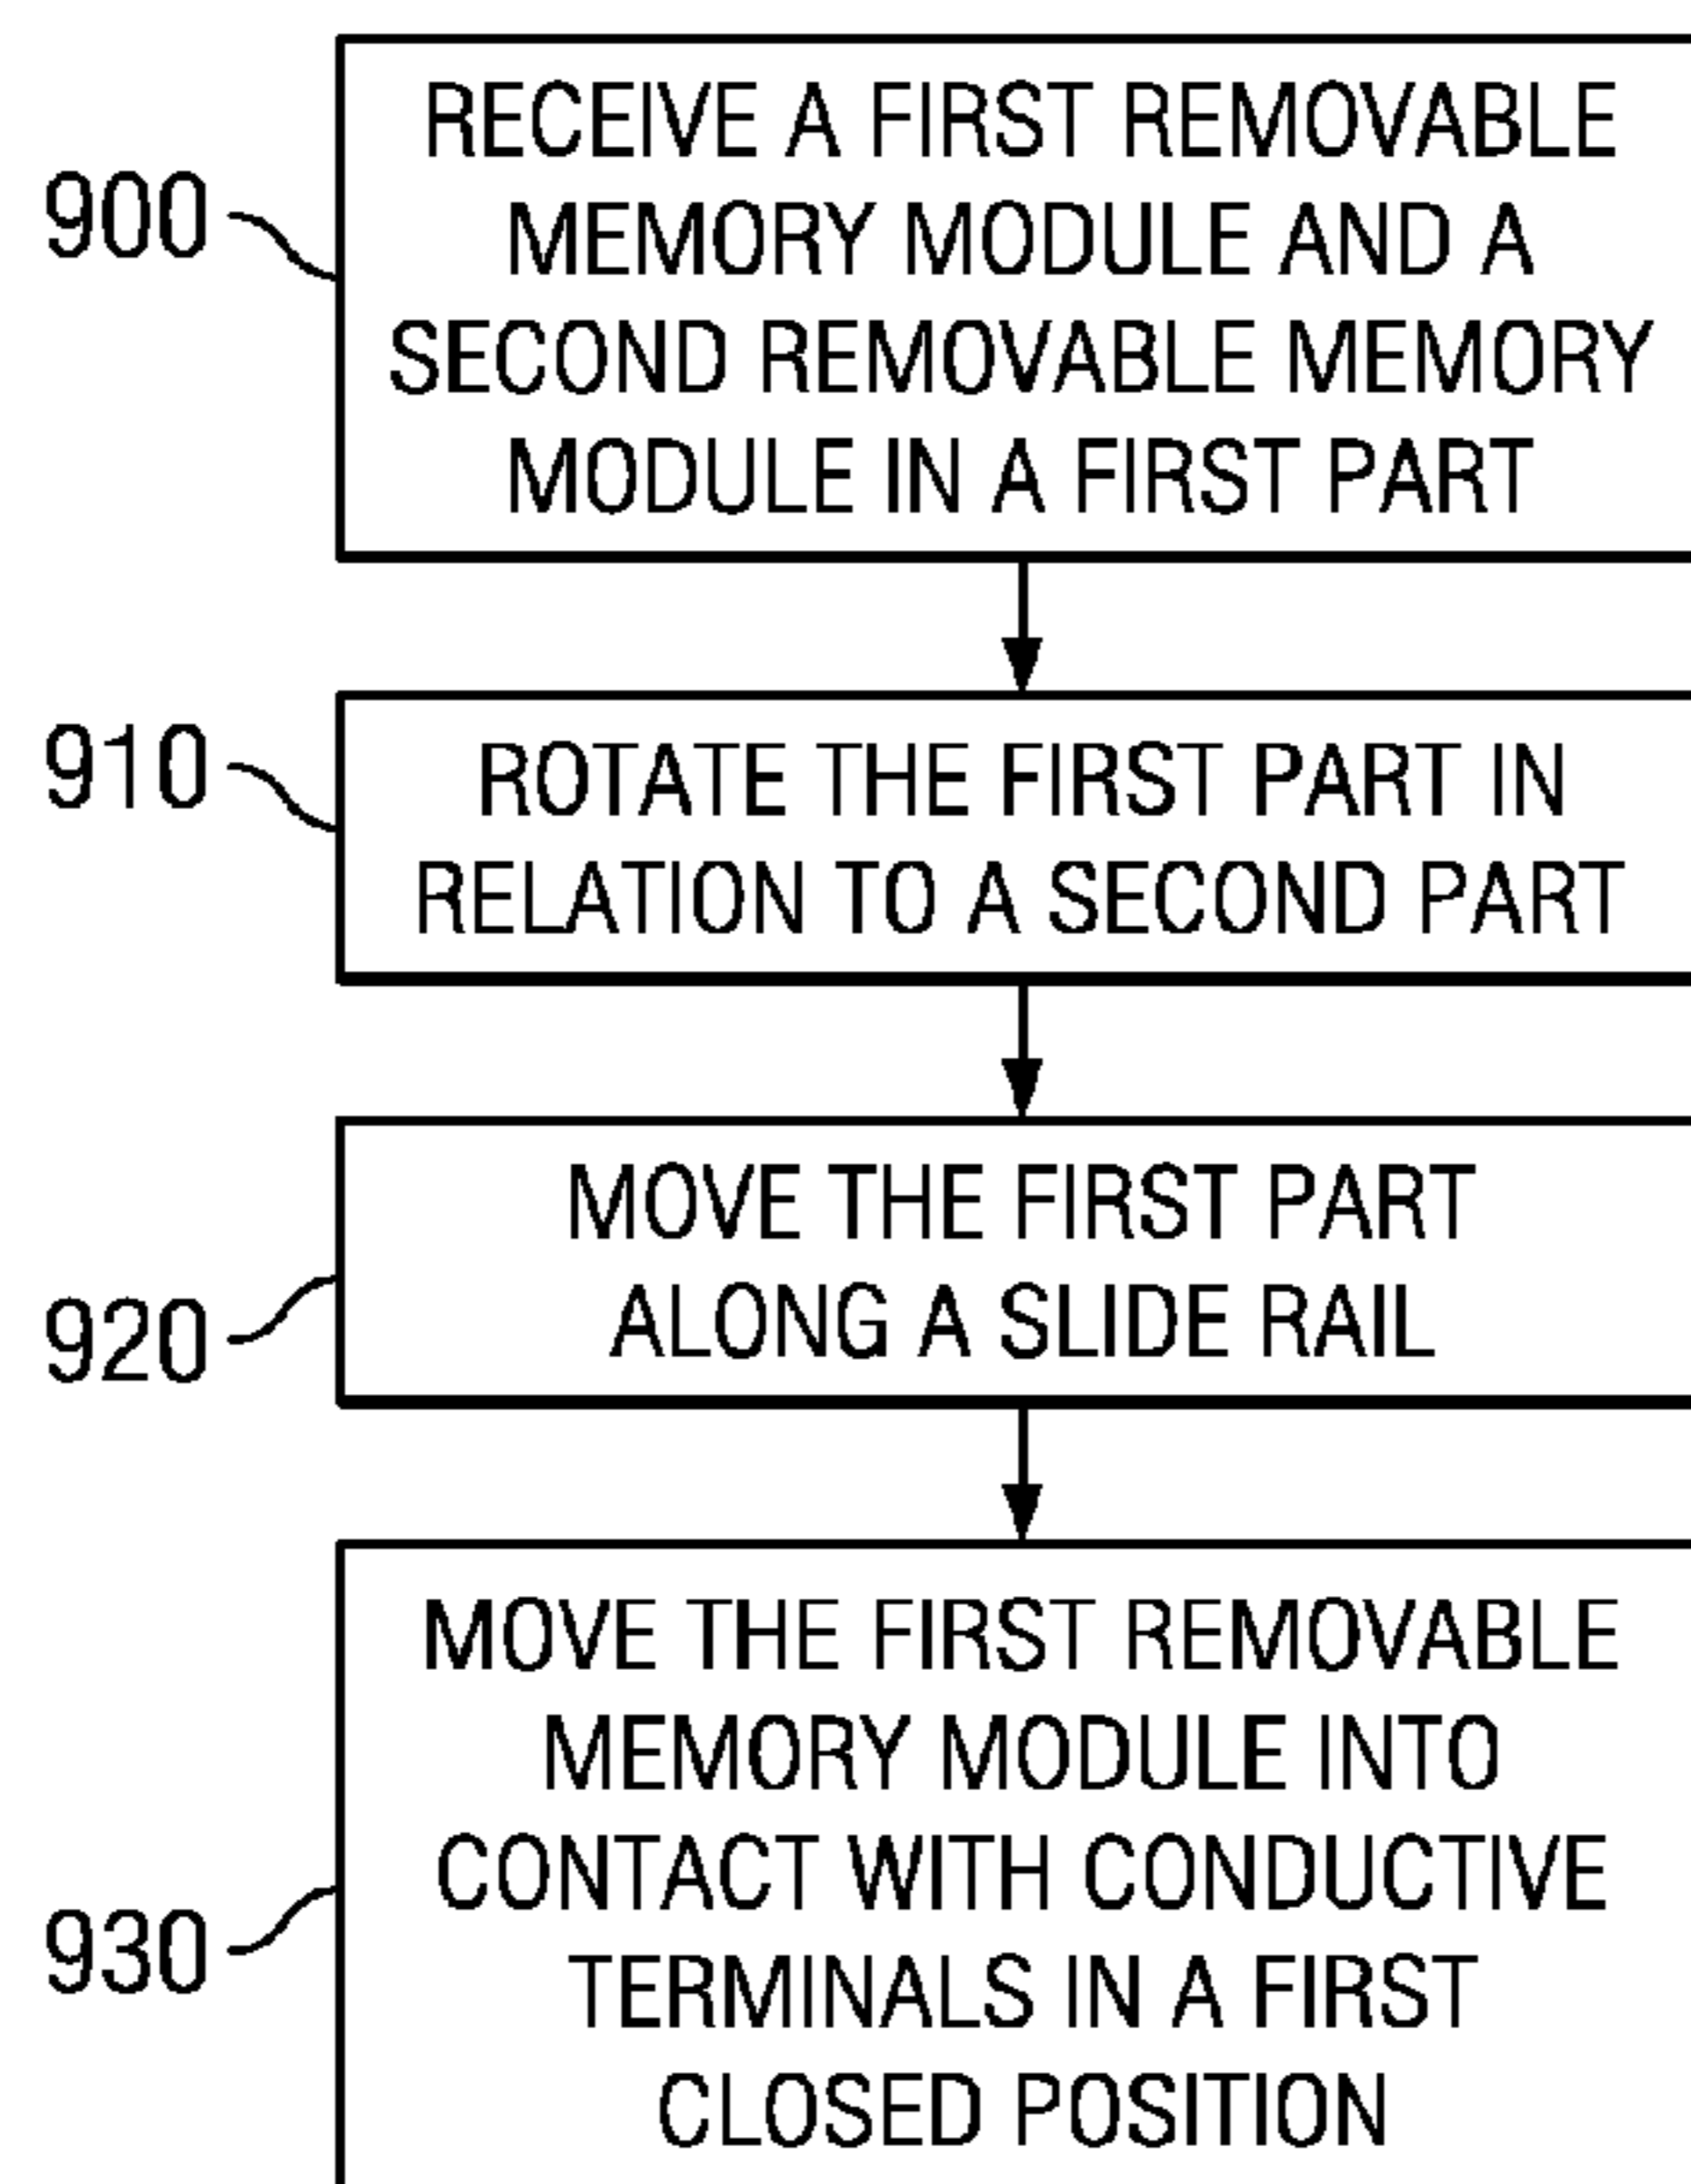 900
RECEIVE A FIRST REMOVABLE
MEMORY MODULE AND A
SECOND REMOVABLE MEMORY
MODULE IN A FIRST PART
910
ROTATE THE FIRST PART IN
RELATION TO A SECOND PART
920
MOVE THE FIRST PART
ALONG A SLIDE RAIL
930
MOVE THE FIRST REMOVABLE
MEMORY MODULE INTO
CONTACT WITH CONDUCTIVE
TERMINALS IN A FIRST
CLOSED POSITION